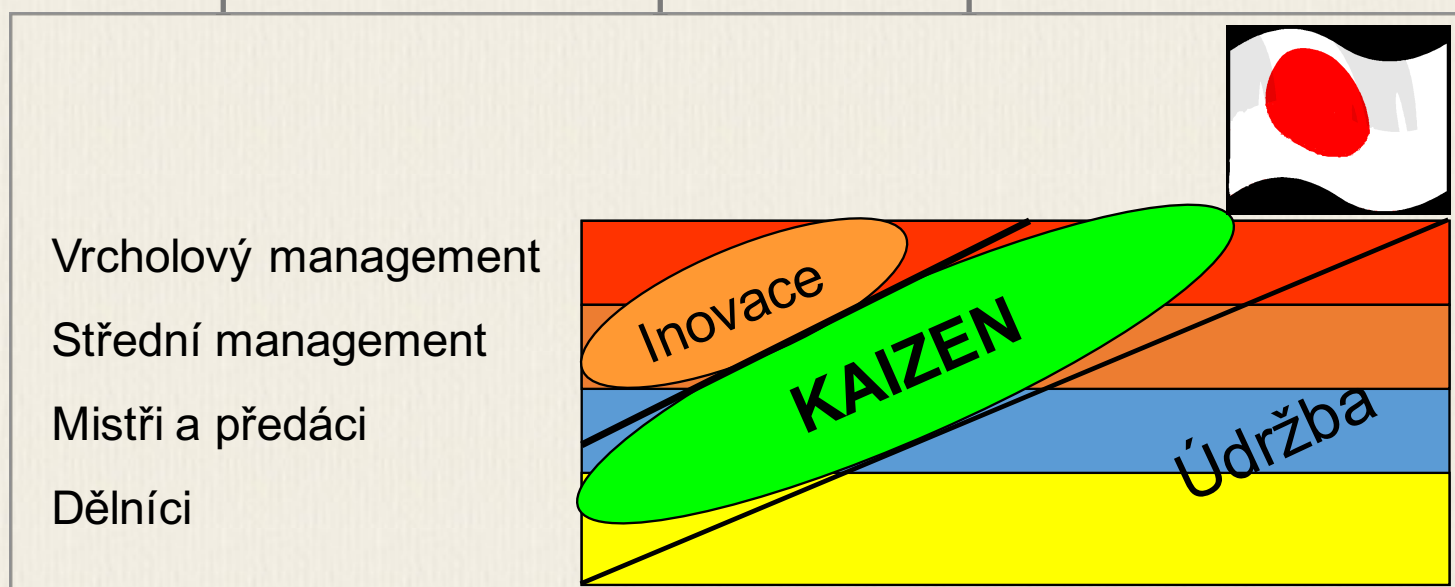 Vrcholový management
Střední management
Mistři a předáci
Dělníci
Inovace
KAIZEN
Údržba